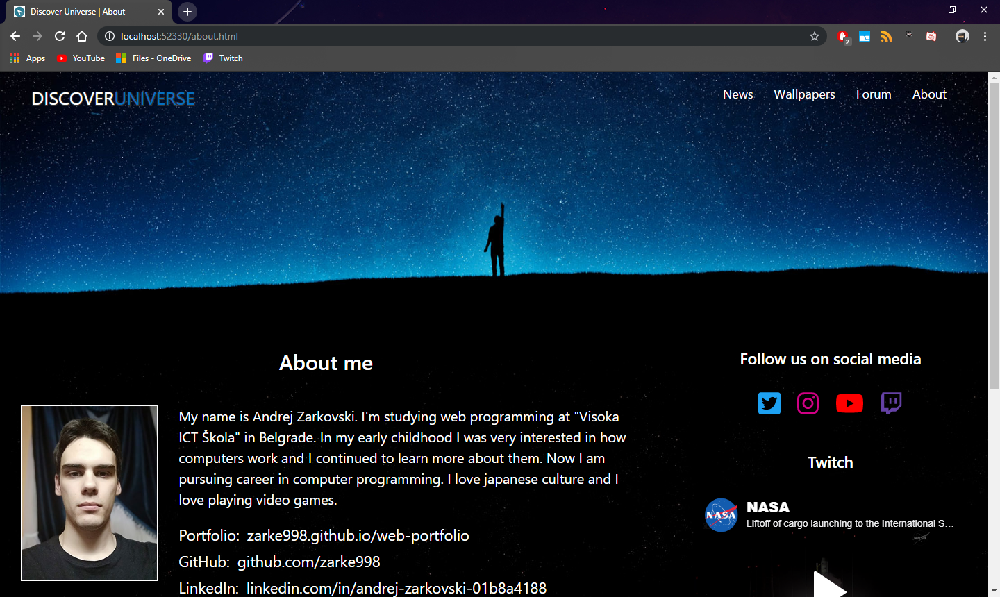 Discover Universe | About
localhost:52330/about.html
2
Apps YouTube Files - OneDrive Twitch
DISCOVERUNIVERSE
News Wallpapers Forum About
About me
My name is Andrej Zarkovski. I'm studying web programming at "Visoka
ICT Škola" in Belgrade. In my early childhood I was very interested in how
computers work and I continued to learn more about them. Now I am
pursuing career in computer programming. I love japanese culture and I
love playing video games.
Portfolio: zarke998.github.io/web-portfolio
GitHub: github.com/zarke998
LinkedIn: linkedin.com/in/andrej-zarkovski-01b8a4188
Follow us on social media
Twitch
NASA
NASA
Liftoff of cargo launching to the International S...
NASA